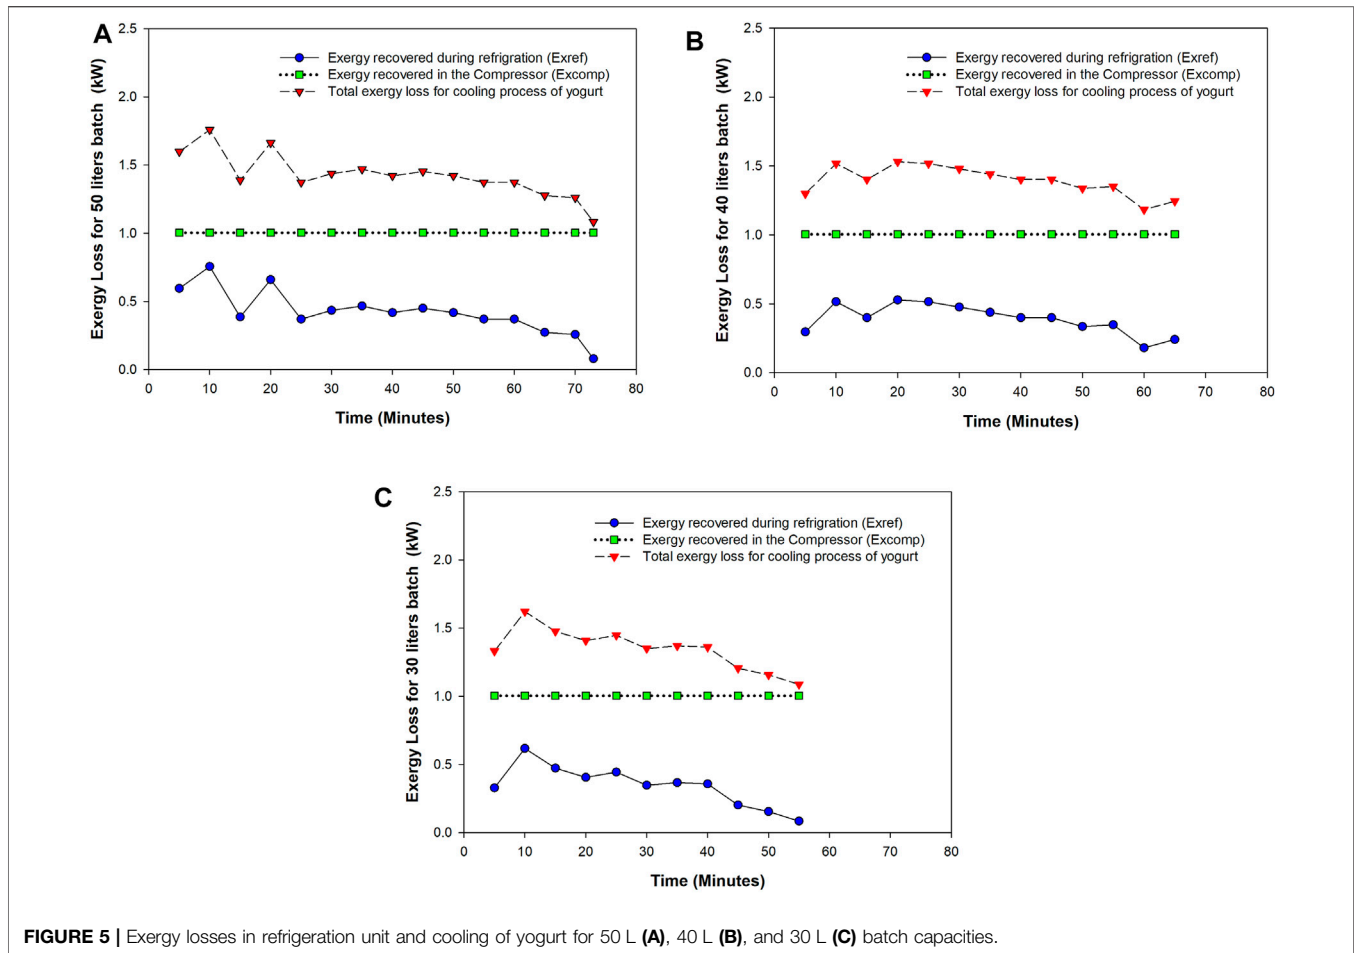 A
Exergy Loss for 50 liters batch (kW)
2.5
2.0
1.5
1.0
0.5
0.0
Exergy recovered during refrigration (Exref)
Exergy recovered in the Compressor (Excomp)
Total exergy loss for cooling process of yogurt
0 10 20 30 40 50 60 70 80
Time (Minutes)
B
Exergy Loss for 40 liters batch (kW)
2.5
2.0
1.5
1.0
0.5
0.0
Exergy recovered during refrigration (Exref)
Exergy recovered in the Compressor (Excomp)
Total exergy loss for cooling process of yogurt
0 10 20 30 40 50 60 70 80
Time (Minutes)
C
Exergy Loss for 30 liters batch (kW)
2.5
2.0
1.5
1.0
0.5
0.0
Exergy recovered during refrigration (Exref)
Exergy recovered in the Compressor (Excomp)
Total exergy loss for cooling process of yogurt
0 10 20 30 40 50 60 70 80
Time (Minutes)
FIGURE 5 | Exergy losses in refrigeration unit and cooling of yogurt for 50 L (A), 40 L (B), and 30 L (C) batch capacities.